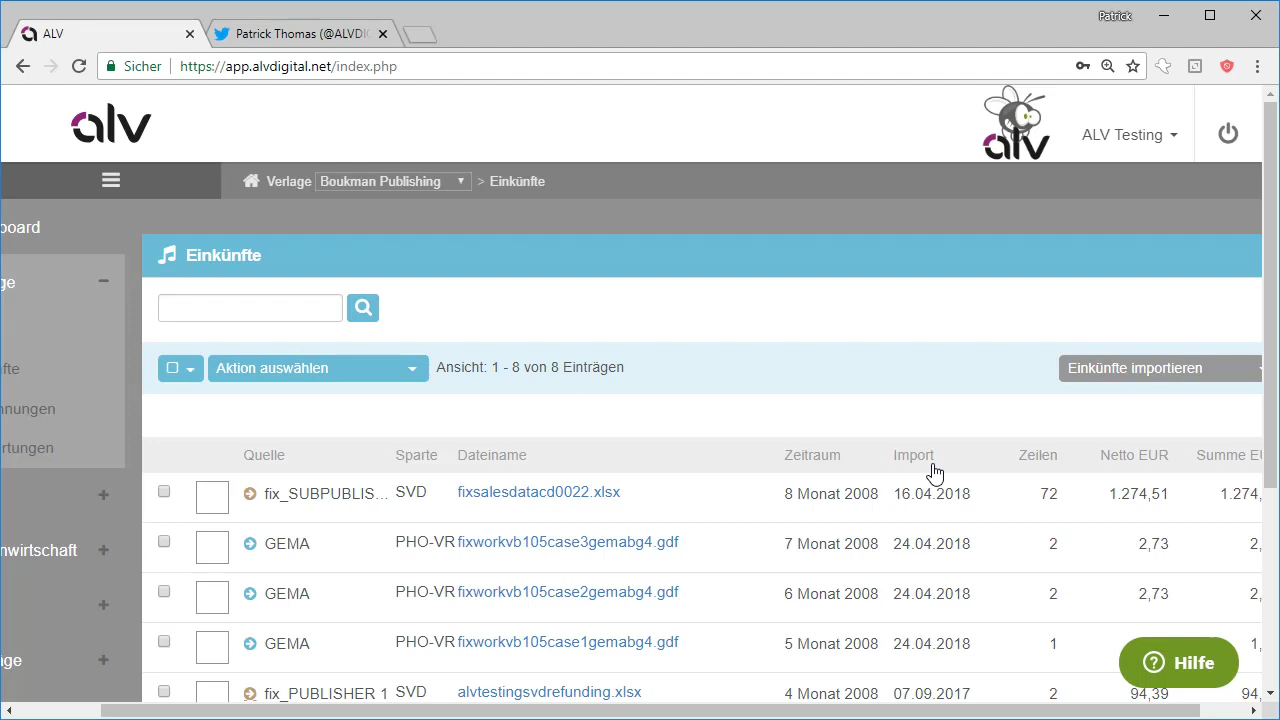 Patrick
ALV
Patrick Thomas (@ALVDI
Sicher https://app.alvdigital.net/index.php
alv
alv
ALV Testing
Verlage Boukman Publishing > Einkünfte
board
ge
Einkünfte
Aktion auswählen Ansicht: 1 - 8 von 8 Einträgen Einkünfte importieren
fte
nnungen
rtungen
nwirtschaft
äge
Quelle Sparte Dateiname Zeitraum Import Zeilen Netto EUR Summe EU
fix_SUBPUBLIS... SVD fixsalesdatacd0022.xlsx 8 Monat 2008 16.04.2018 72 1.274,51 1.274,
GEMA PHO-VR fixworkvb105case3gemabg4.gdf 7 Monat 2008 24.04.2018 2 2,73 2,
GEMA PHO-VR fixworkvb105case2gemabg4.gdf 6 Monat 2008 24.04.2018 2 2,73 2,
GEMA PHO-VR fixworkvb105case1gemabg4.gdf 5 Monat 2008 24.04.2018 1 1,
fix_PUBLISHER 1 SVD alvtestingsvdrefunding.xlsx 4 Monat 2008 07.09.2017 2 94,39 94,
Hilfe